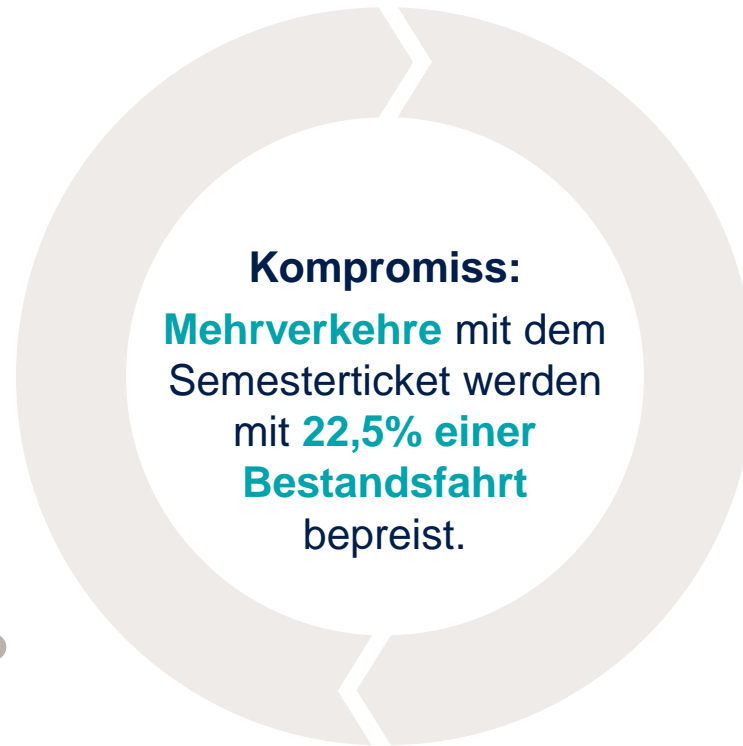 Kompromiss:
Mehrverkehre mit dem
Semesterticket werden
mit 22,5% einer
Bestandsfahrt
bepreist.